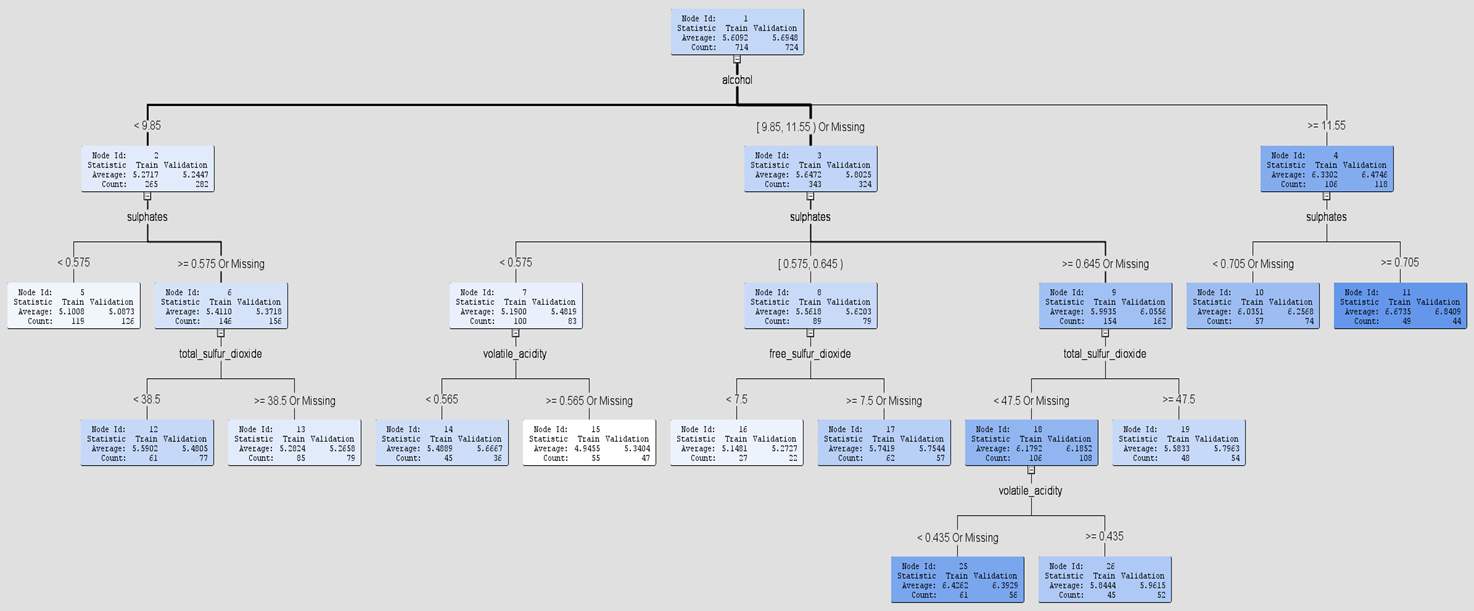 Node Id: 1
Statistic Train Validation
Average: 5.6092 5.6948
Count: 714 724
alcohol
< 9.85
[ 9.85, 11.55 ) Or Missing
>= 11.55
Node Id: 2
Statistic Train Validation
Average: 5.2717 5.2447
Count: 265 282
Node Id: 3
Statistic Train Validation
Average: 5.6472 5.8025
Count: 343 324
Node Id: 4
Statistic Train Validation
Average: 6.3302 6.4746
Count: 106 118
sulphates
sulphates
sulphates
< 0.575
>= 0.575 Or Missing
< 0.575
[ 0.575, 0.645 )
>= 0.645 Or Missing
< 0.705 Or Missing
>= 0.705
Node Id: 5
Statistic Train Validation
Average: 5.1008 5.0873
Count: 119 126
Node Id: 6
Statistic Train Validation
Average: 5.4110 5.3718
Count: 146 156
Node Id: 7
Statistic Train Validation
Average: 5.1900 5.4819
Count: 100 83
Node Id: 8
Statistic Train Validation
Average: 5.5618 5.6203
Count: 89 79
Node Id: 9
Statistic Train Validation
Average: 5.9935 6.0556
Count: 154 162
Node Id: 10
Statistic Train Validation
Average: 6.0351 6.2568
Count: 57 74
Node Id: 11
Statistic Train Validation
Average: 6.6735 6.8409
Count: 49 44
total_sulfur_dioxide
volatile_acidity
free_sulfur_dioxide
total_sulfur_dioxide
< 38.5
>= 38.5 Or Missing
< 0.565
>= 0.565 Or Missing
< 7.5
>= 7.5 Or Missing
< 47.5 Or Missing
>= 47.5
Node Id: 12
Statistic Train Validation
Average: 5.5902 5.4805
Count: 61 77
Node Id: 13
Statistic Train Validation
Average: 5.2824 5.2658
Count: 85 79
Node Id: 14
Statistic Train Validation
Average: 5.4889 5.6667
Count: 45 36
Node Id: 15
Statistic Train Validation
Average: 4.9455 5.3404
Count: 55 47
Node Id: 16
Statistic Train Validation
Average: 5.1481 5.2727
Count: 27 22
Node Id: 17
Statistic Train Validation
Average: 5.7419 5.7544
Count: 62 57
Node Id: 18
Statistic Train Validation
Average: 6.1792 6.1852
Count: 106 108
Node Id: 19
Statistic Train Validation
Average: 5.5833 5.7963
Count: 48 54
volatile_acidity
< 0.435 Or Missing
>= 0.435
Node Id: 25
Statistic Train Validation
Average: 6.4262 6.3929
Count: 61 56
Node Id: 26
Statistic Train Validation
Average: 5.8444 5.9615
Count: 45 52